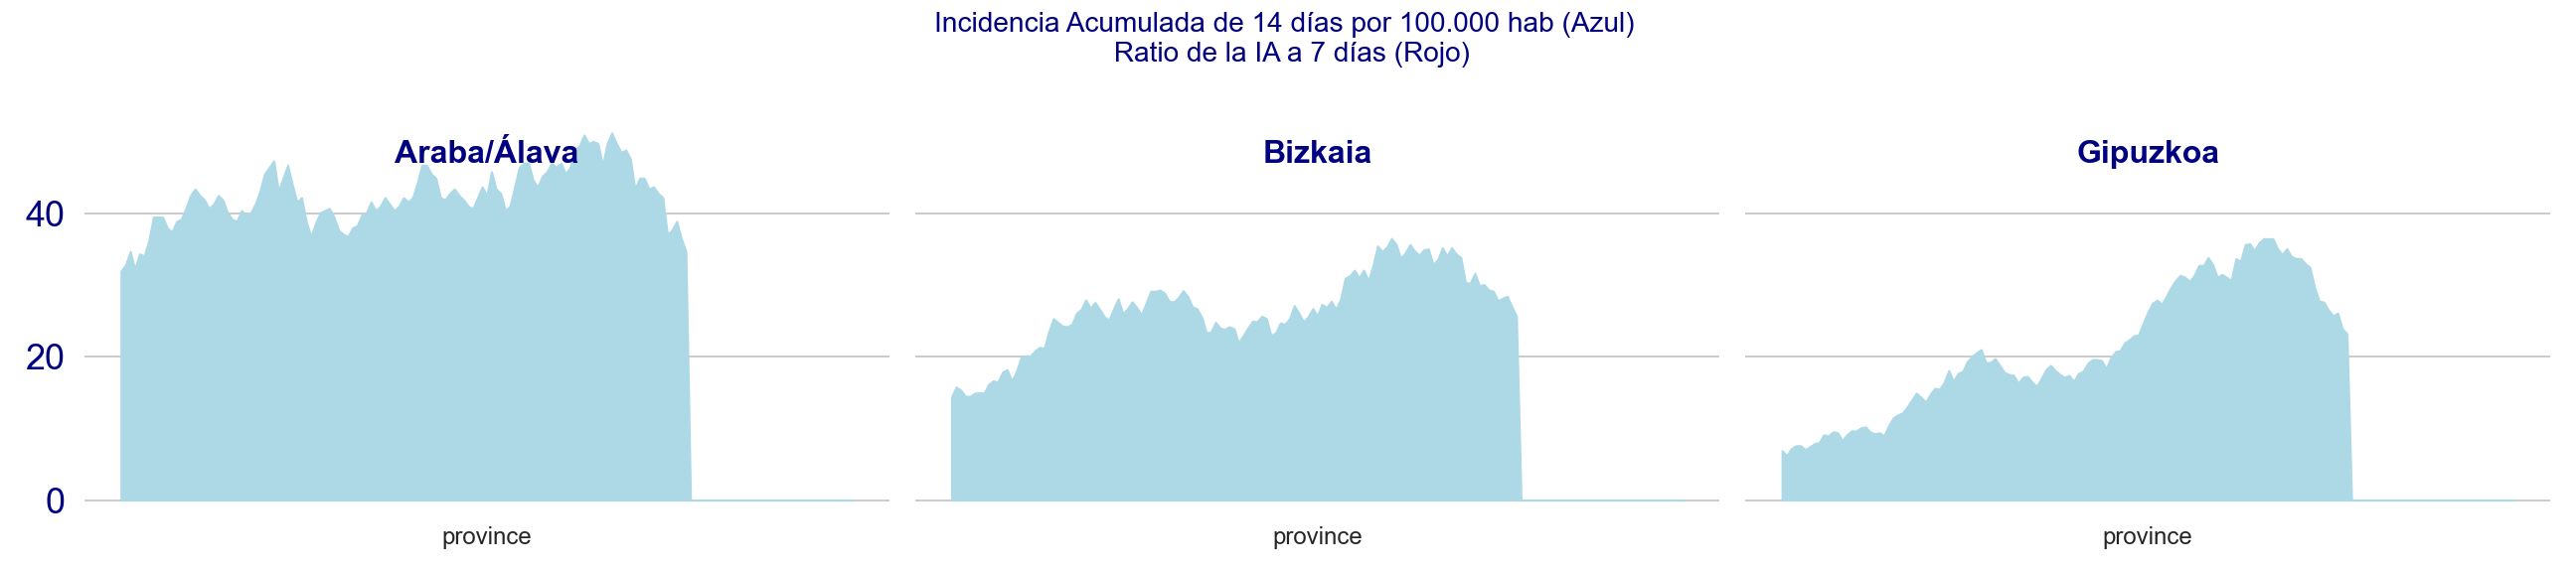 Incidencia Acumulada de 14 días por 100.000 hab (Azul)
Ratio de la IA a 7 días (Rojo)
Araba/Álava
Bizkaia
Gipuzkoa
40
20
0
province
province
province